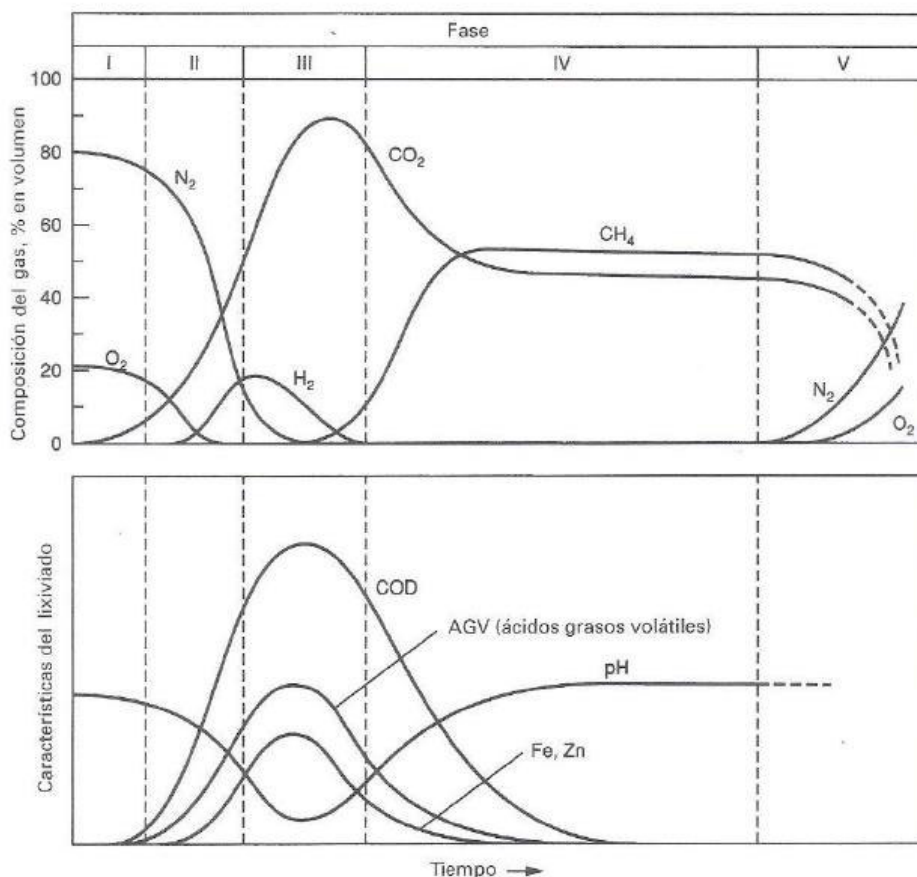 Fase
I II III IV V
Composición del gas, % en volumen
100
80
60
40
20
0
N₂
O₂
H₂
CO₂
CH₄
N₂
O₂
Características del lixiviado
COD
AGV (ácidos grasos volátiles)
pH
Fe, Zn
Tiempo →